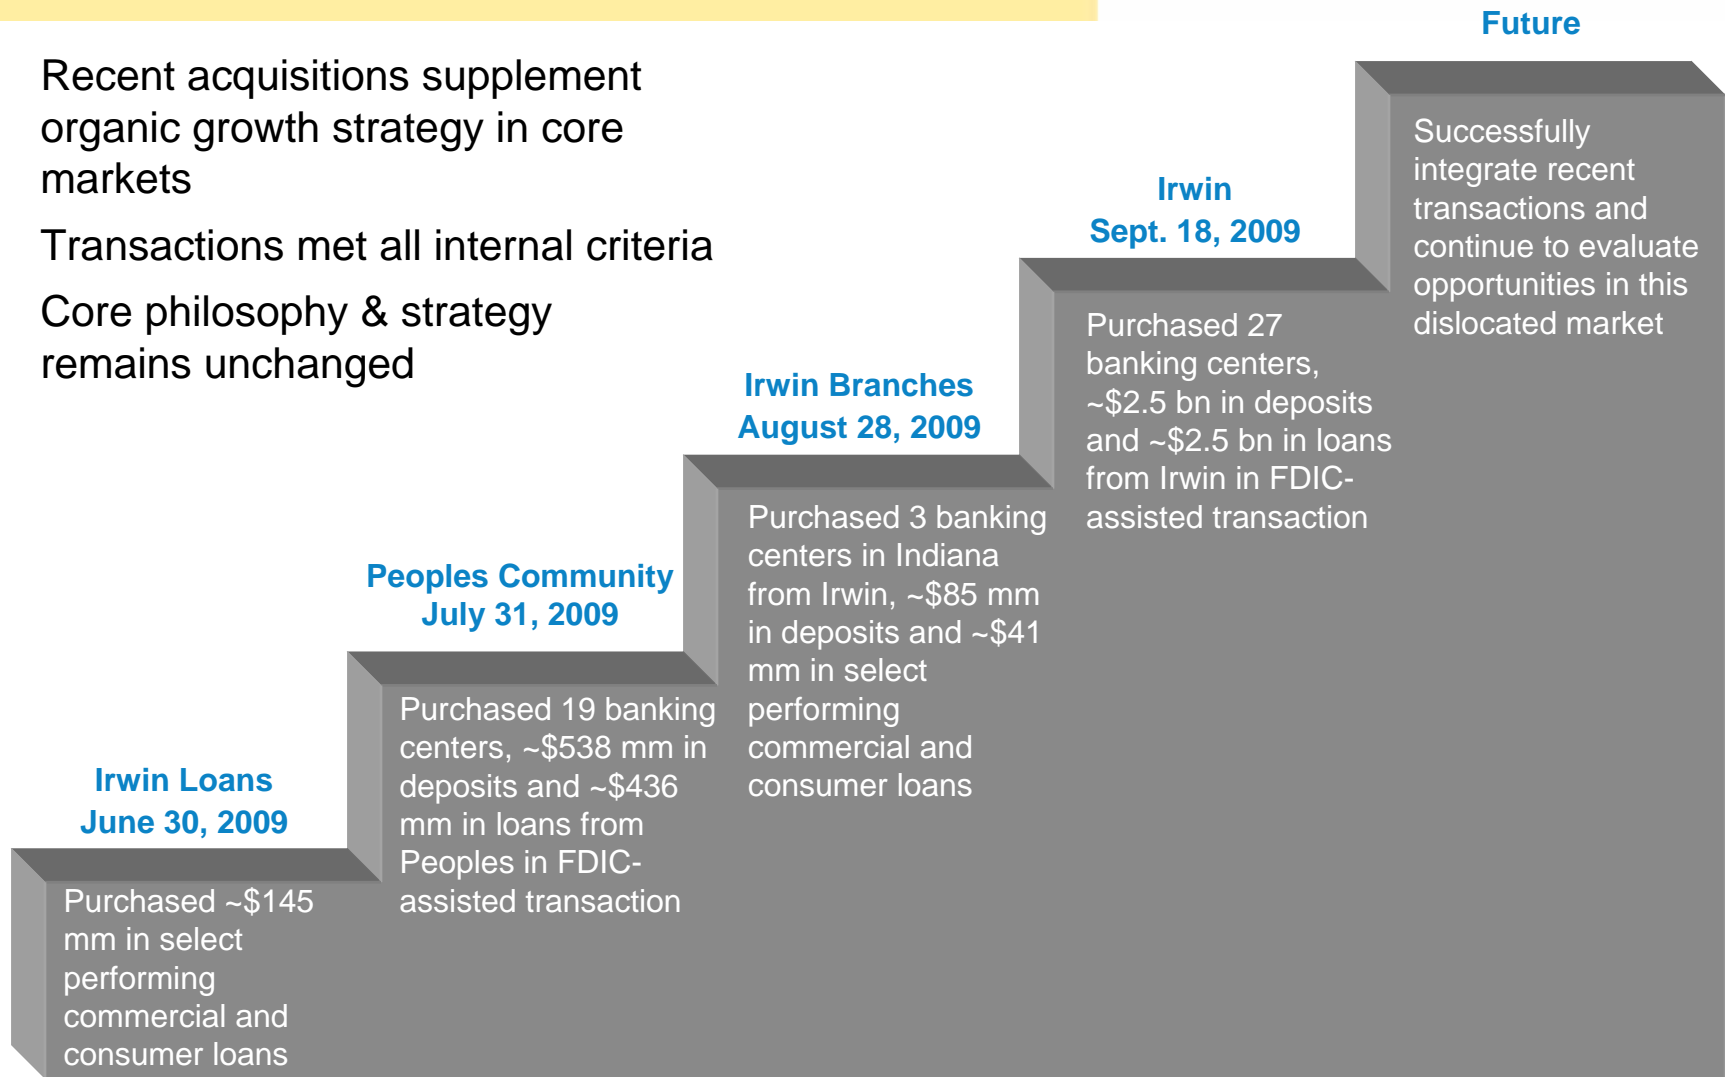 Recent acquisitions supplement
organic growth strategy in core
markets
Transactions met all internal criteria
Core philosophy & strategy
remains unchanged
Irwin Loans
June 30, 2009
Purchased ~$145
mm in select
performing
commercial and
consumer loans
Peoples Community
July 31, 2009
Purchased 19 banking
centers, ~$538 mm in
deposits and ~$436
mm in loans from
Peoples in FDIC-
assisted transaction
Irwin Branches
August 28, 2009
Purchased 3 banking
centers in Indiana
from Irwin, ~$85 mm
in deposits and ~$41
mm in select
performing
commercial and
consumer loans
Irwin
Sept. 18, 2009
Purchased 27
banking centers,
~$2.5 bn in deposits
and ~$2.5 bn in loans
from Irwin in FDIC-
assisted transaction
Future
Successfully
integrate recent
transactions and
continue to evaluate
opportunities in this
dislocated market